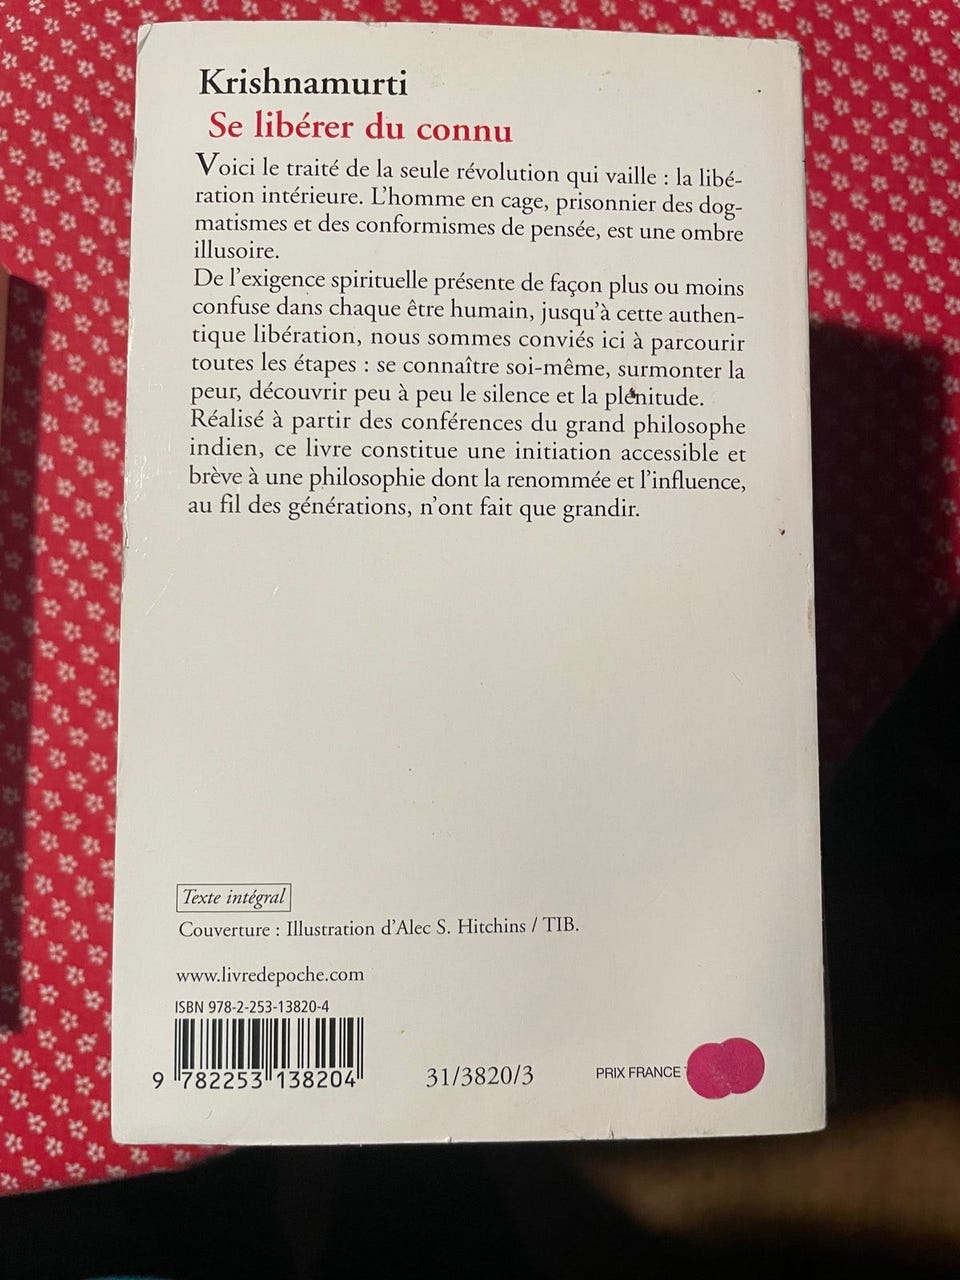 Krishnamurti
Se libérer du connu
Voici le traité de la seule révolution qui vaille : la libé-
ration intérieure. L'homme en cage, prisonnier des dog-
matismes et des conformismes de pensée, est une ombre
illusoire.
De l'exigence spirituelle présente de façon plus ou moins
confuse dans chaque être humain, jusqu'à cette authen-
tique libération, nous sommes conviés ici à parcourir
toutes les étapes : se connaître soi-même, surmonter la
peur, découvrir peu à peu le silence et la plénitude.
Réalisé à partir des conférences du grand philosophe
indien, ce livre constitue une initiation accessible et
brève à une philosophie dont la renommée et l'influence,
au fil des générations, n'ont fait que grandir.
Texte intégral
Couverture : Illustration d'Alec S. Hitchins / TIB.
www.livredepoche.com
ISBN 978-2-253-13820-4
9 782253 138204
31/3820/3
PRIX FRANCE